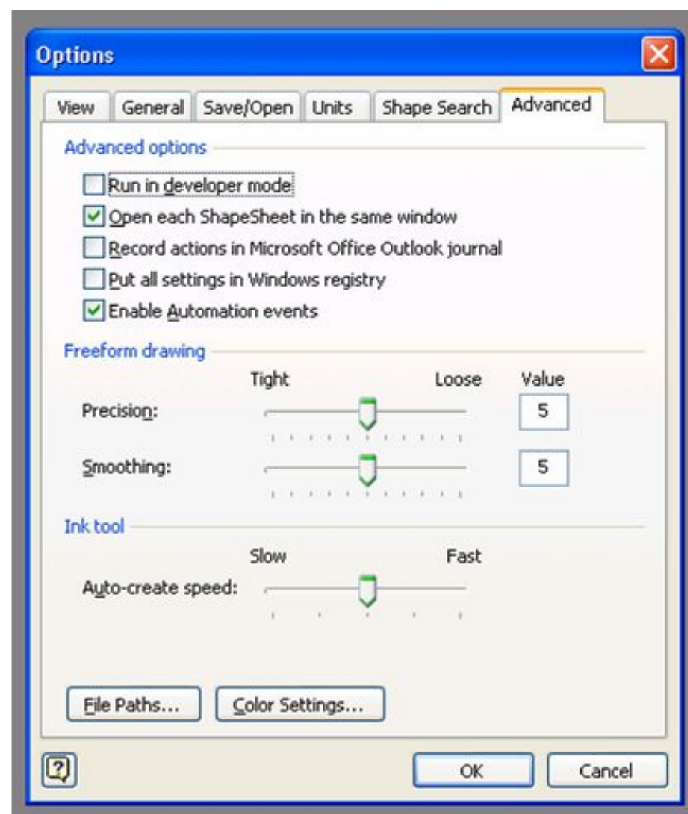 Options
View General Save/Open Units Shape Search Advanced
Advanced options
Run in developer mode
Open each ShapeSheet in the same window
Record actions in Microsoft Office Outlook journal
Put all settings in Windows registry
Enable Automation events
Freeform drawing
Tight Loose Value
Precision: 5
Smoothing: 5
Ink tool
Slow Fast
Auto-create speed:
File Paths... Color Settings...
? OK Cancel